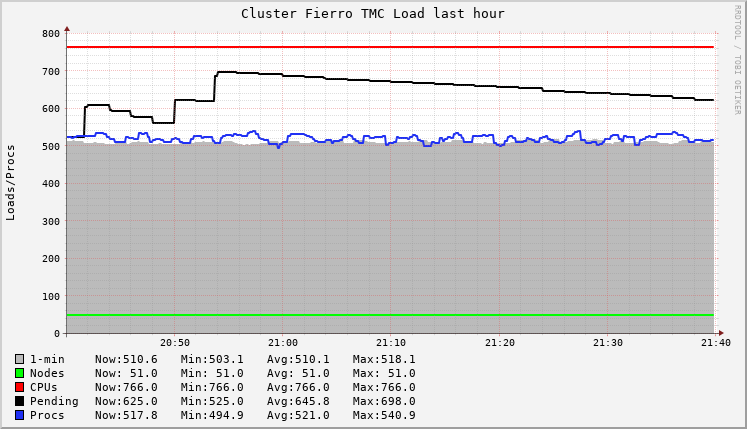 Cluster Fierro TMC Load last hour
RRDTOOL / TOBI OETIKER
Loads/Procs
800
700
600
500
400
300
200
100
0
20:50 21:00 21:10 21:20 21:30 21:40
1-min Now:510.6 Min:503.1 Avg:510.1 Max:518.1
Nodes Now: 51.0 Min: 51.0 Avg: 51.0 Max: 51.0
CPUs Now:766.0 Min:766.0 Avg:766.0 Max:766.0
Pending Now:625.0 Min:525.0 Avg:645.8 Max:698.0
Procs Now:517.8 Min:494.9 Avg:521.0 Max:540.9